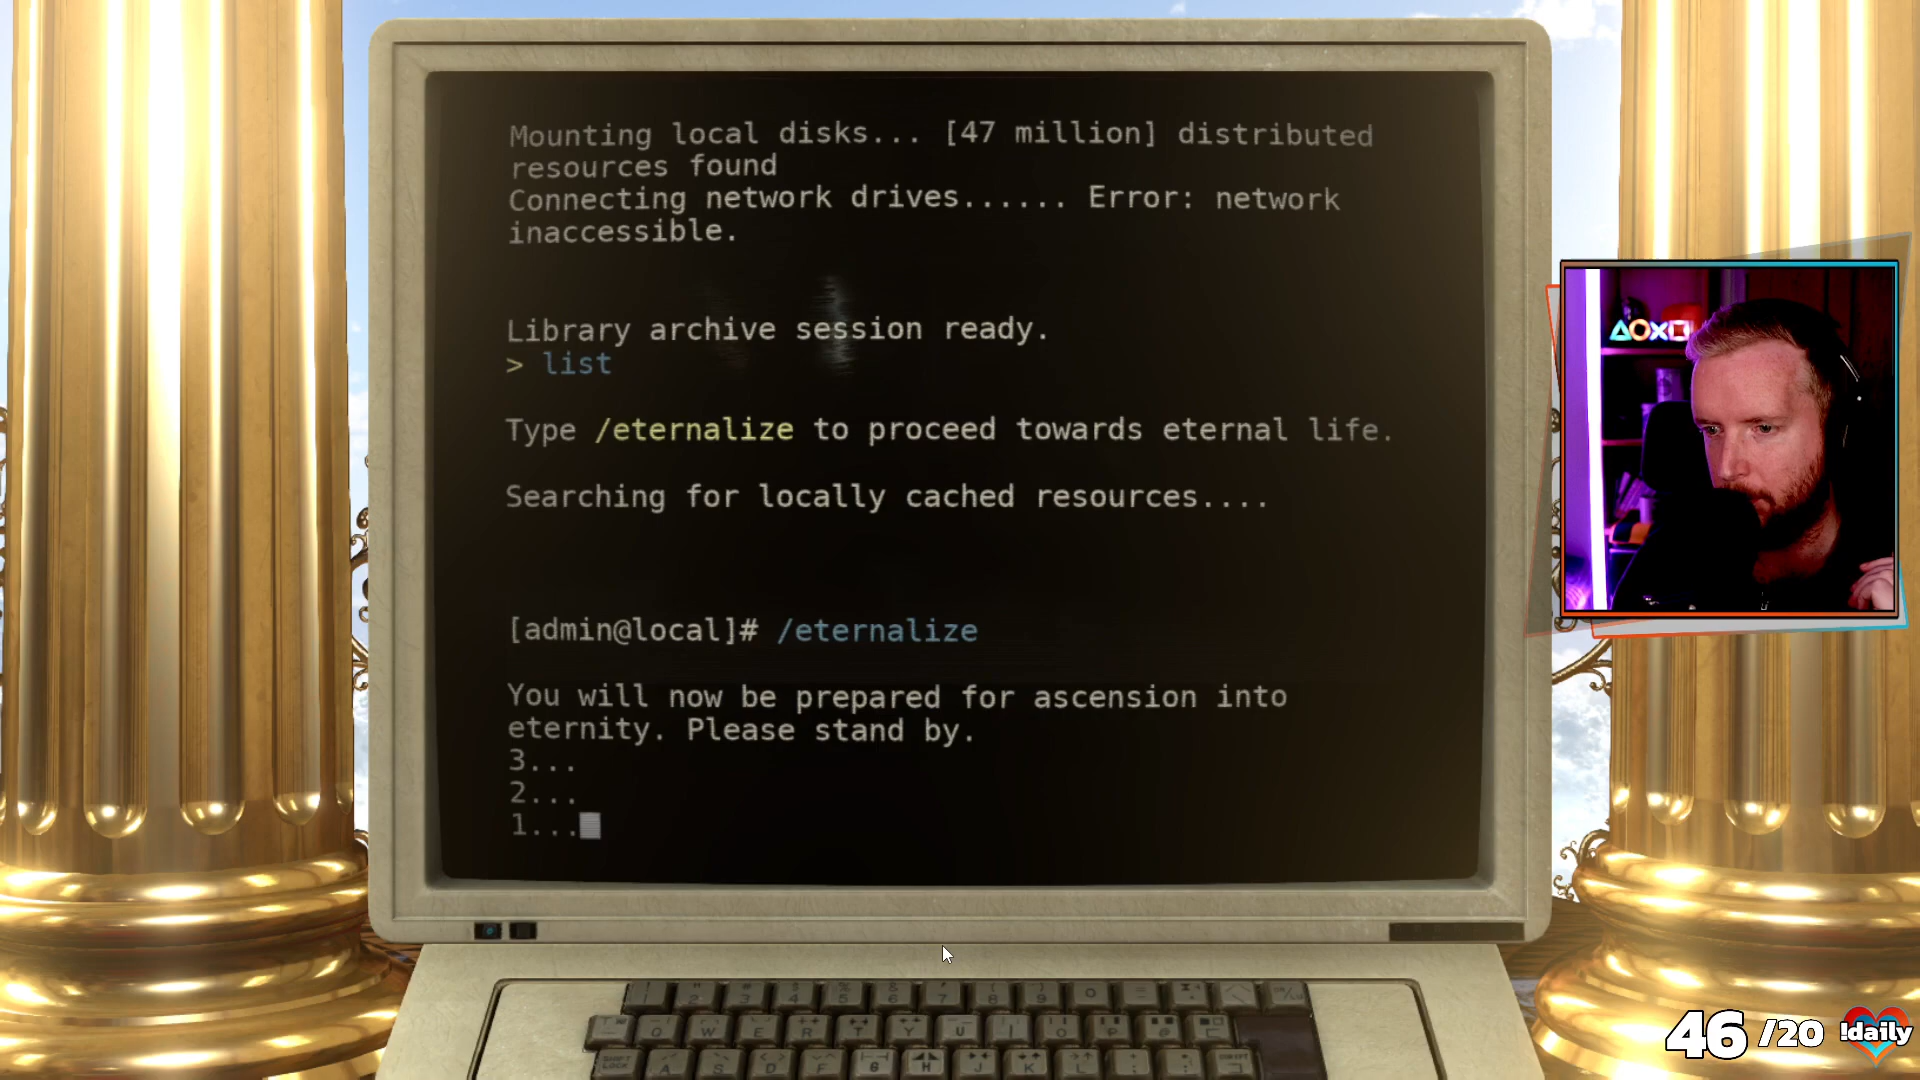 Mounting local disks... [47 million] distributed
resources found
Connecting network drives...... Error: network
inaccessible.
Library archive session ready.
> list
Type /eternalize to proceed towards eternal life.
Searching for locally cached resources....
[admin@local]# /eternalize
You will now be prepared for ascension into
eternity. Please stand by.
3...
2...
1...
46 /20 !daily